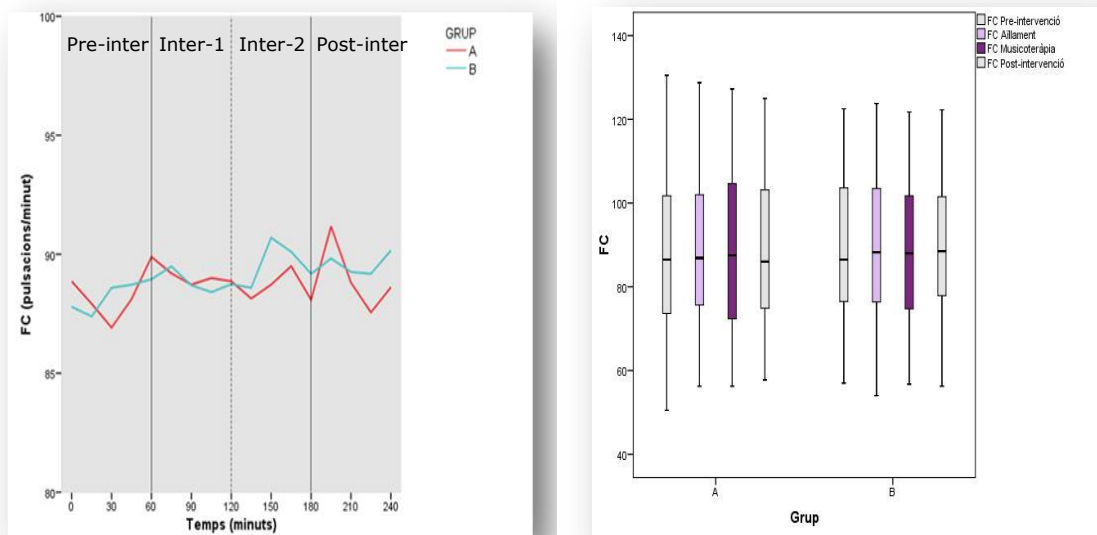 100
95
90
85
80
FC (pulsacions/minut)
Pre-inter Inter-1 Inter-2 Post-inter
0 30 60 90 120 150 180 210 240
Temps (minuts)
GRUP
A
B
140
120
100
80
60
40
FC
A B
Grup
FC Pre-intervenció
FC Aïllament
FC Musicoteràpia
FC Post-intervenció